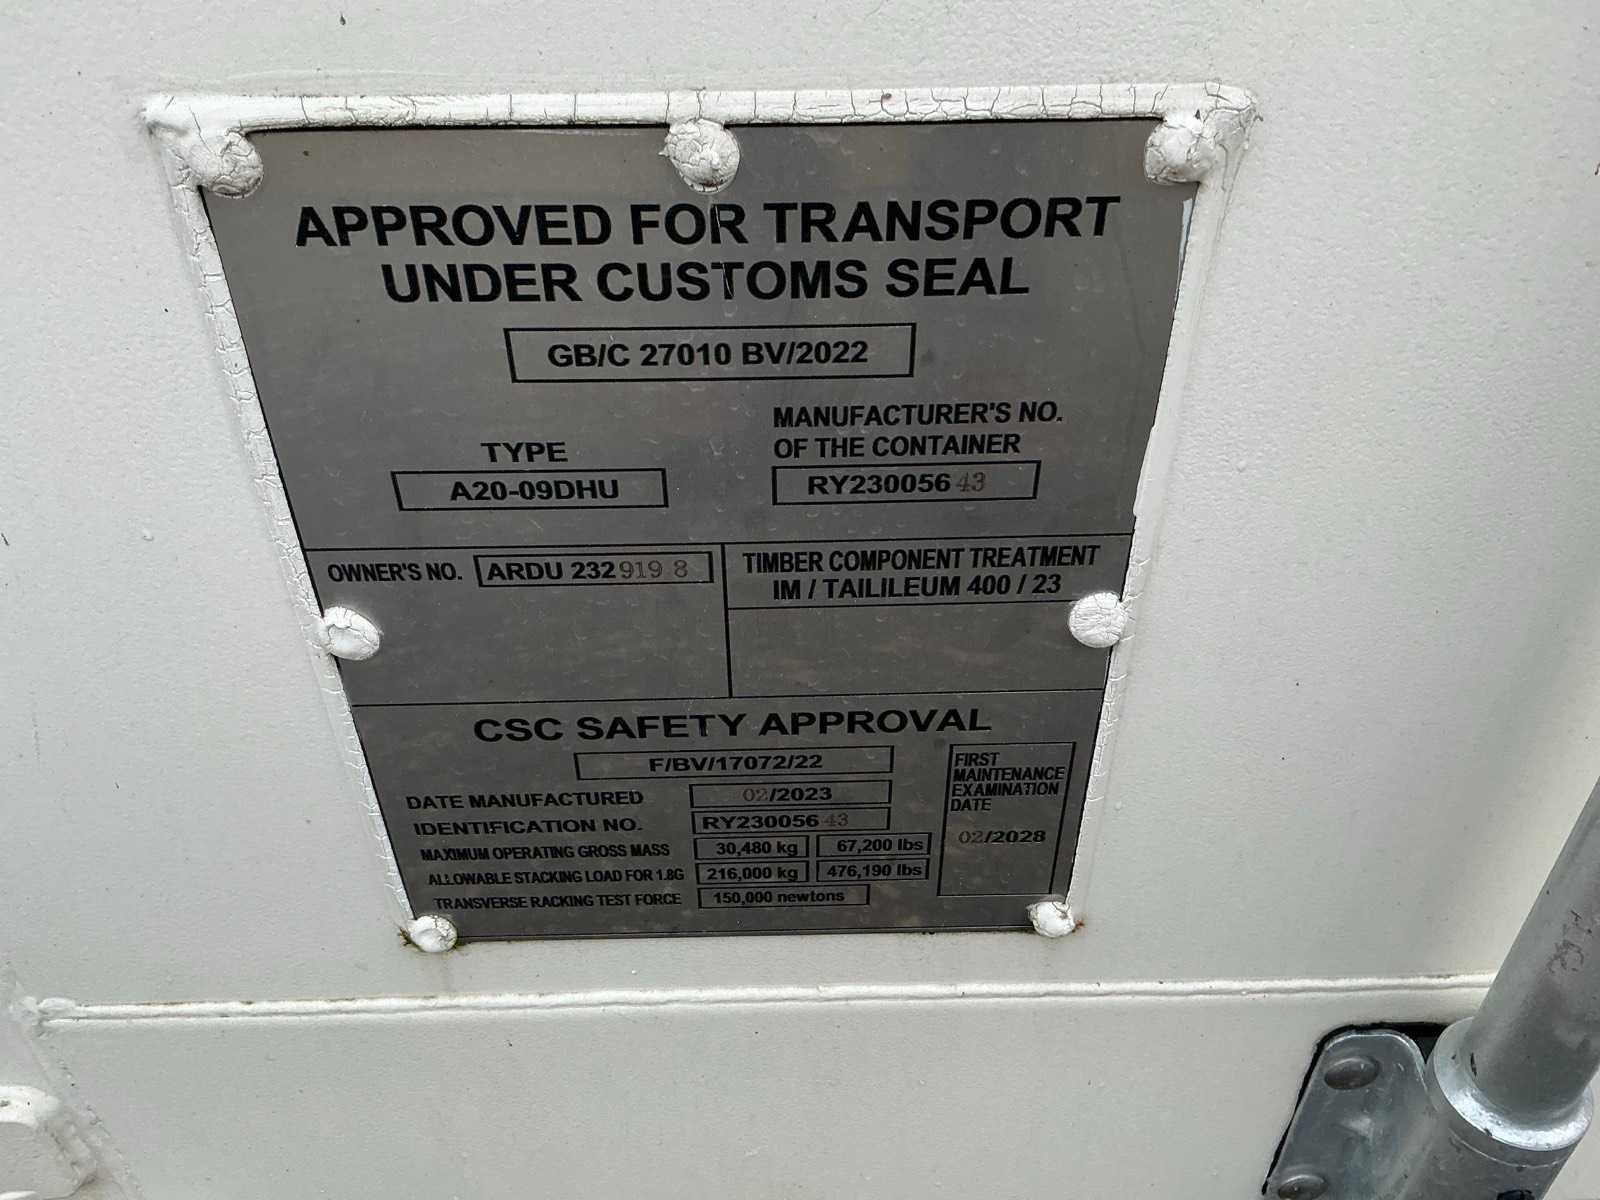 APPROVED FOR TRANSPORT
UNDER CUSTOMS SEAL
GB/C 27010 BV/2022
TYPE
A20-09DHU
MANUFACTURER'S NO.
OF THE CONTAINER
RY23005643
OWNER'S NO. ARDU 232919 8
TIMBER COMPONENT TREATMENT
IM / TAILILEUM 400 / 23
CSC SAFETY APPROVAL
F/BV/17072/22
DATE MANUFACTURED 02/2023
IDENTIFICATION NO. RY23005643
MAXIMUM OPERATING GROSS MASS 30,480 kg 67,200 lbs
ALLOWABLE STACKING LOAD FOR 1.8G 216,000 kg 476,190 lbs
TRANSVERSE RACKING TEST FORCE 150,000 newtons
FIRST
MAINTENANCE
EXAMINATION
DATE
02/2028